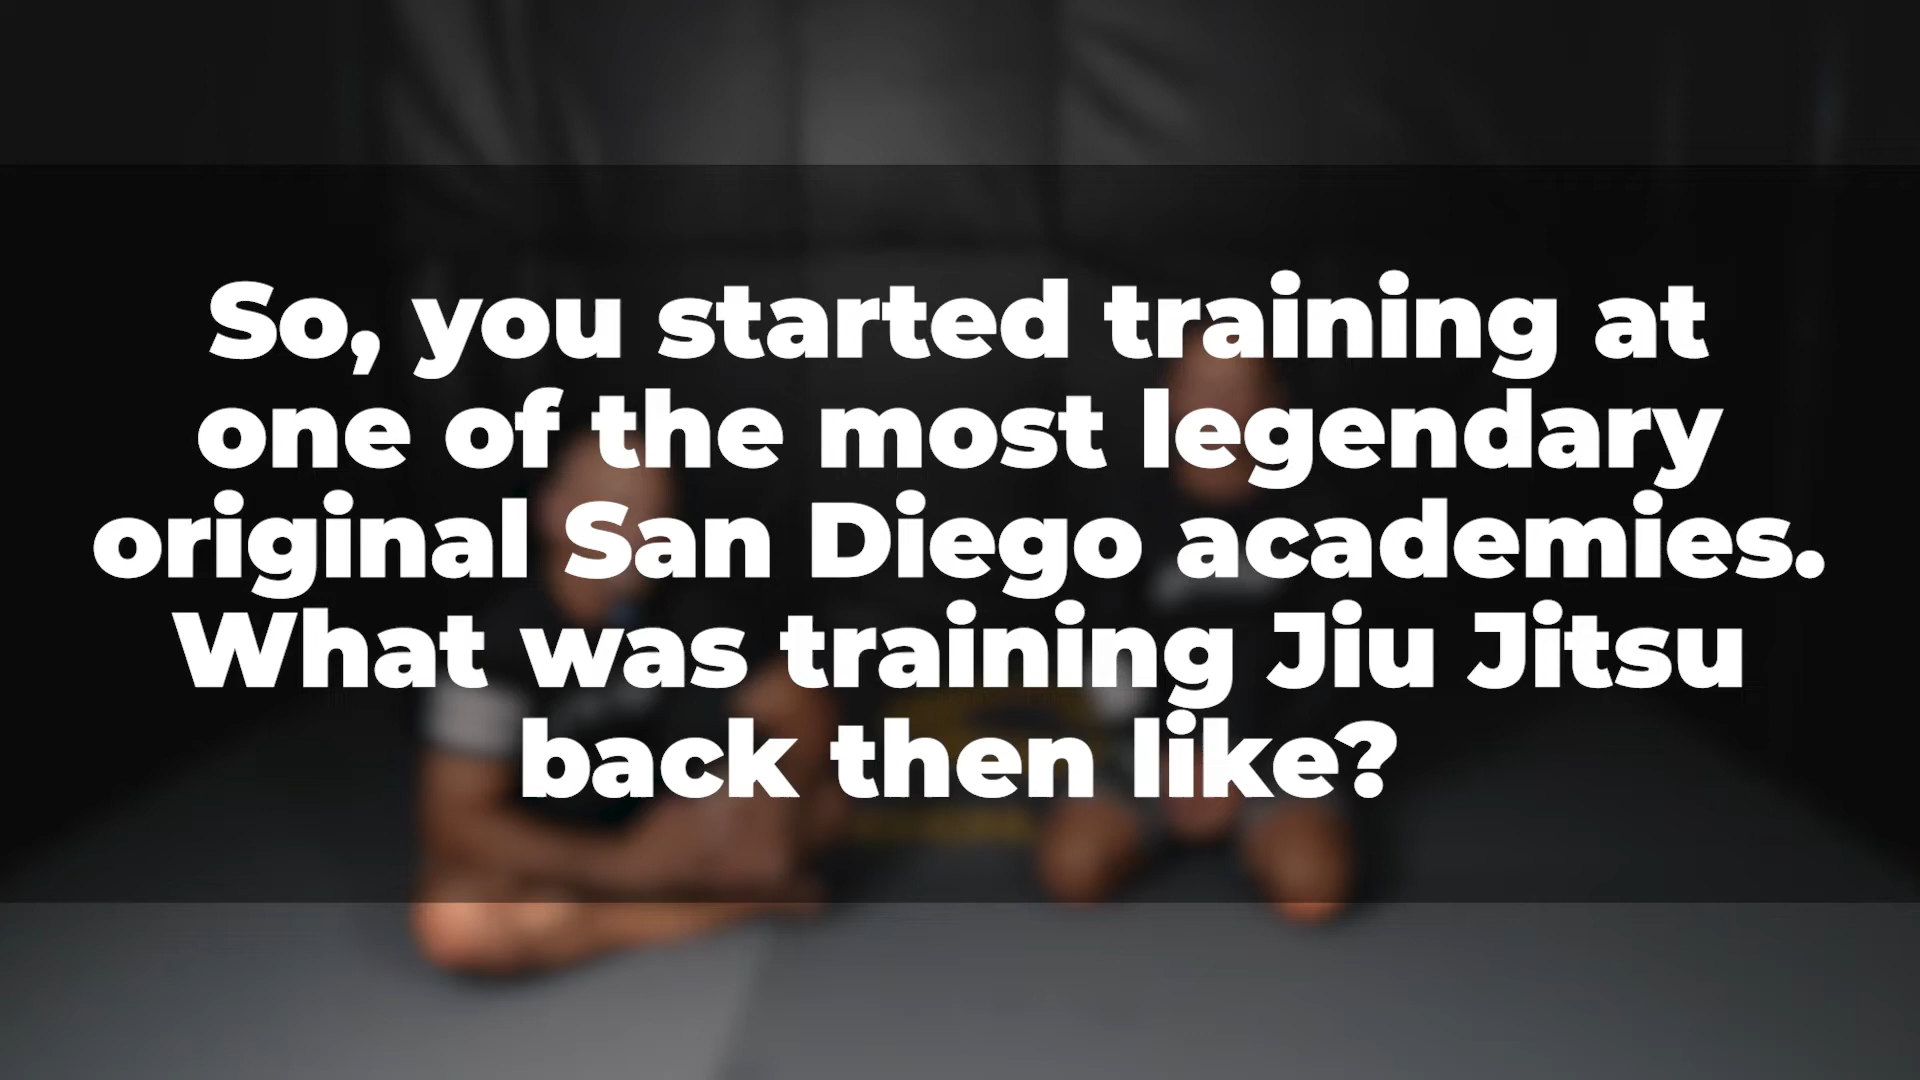 So, you started training at
one of the most legendary
original San Diego academies.
What was training Jiu Jitsu
back then like?